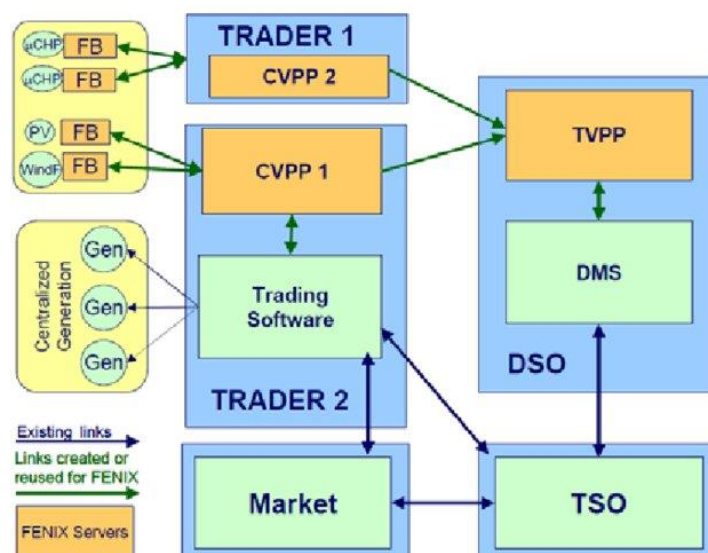 μCHP FB
μCHP FB
PV FB
WindF FB
TRADER 1
CVPP 2
CVPP 1
Trading
Software
TRADER 2
TVPP
DMS
DSO
Centralized
Generation
Gen
Gen
Gen
Existing links
Links created or
reused for FENIX
FENIX Servers
Market
TSO